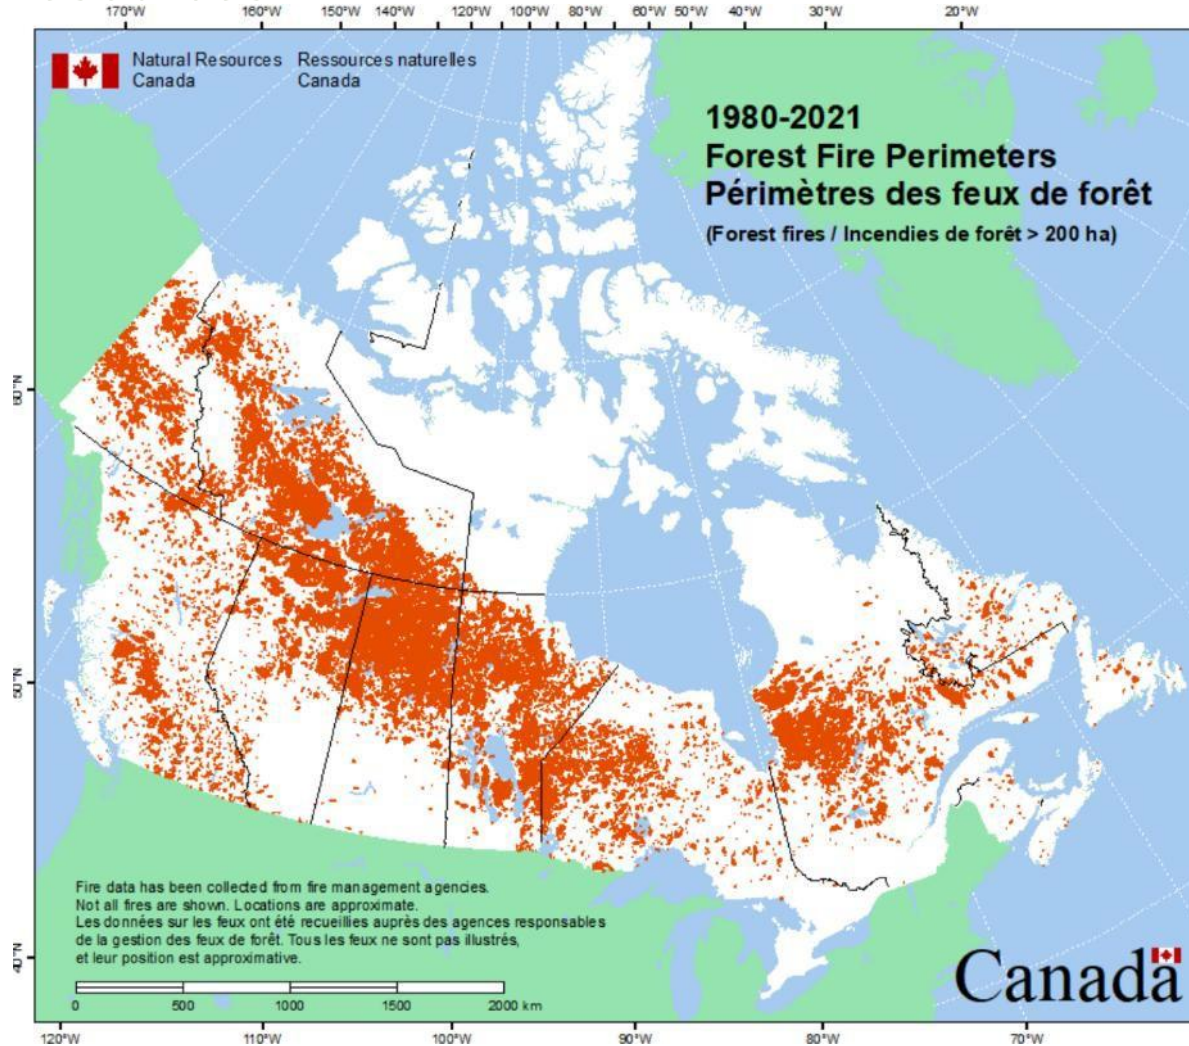 170°W 160°W 150°W 140°W 130°W 120°W 110°W 100°W 90°W 80°W 70°W 60°W 50°W 40°W 30°W 20°W
Natural Resources Ressources naturelles
Canada Canada
1980-2021
Forest Fire Perimeters
Périmètres des feux de forêt
(Forest fires / Incendies de forêt > 200 ha)
60°N
50°N
40°N
Fire data has been collected from fire management agencies.
Not all fires are shown. Locations are approximate.
Les données sur les feux ont été recueillies auprès des agences responsables
de la gestion des feux de forêt. Tous les feux ne sont pas illustrés,
et leur position est approximative.
0 500 1000 1500 2000 km
Canada
120°W 110°W 100°W 90°W 80°W 70°W